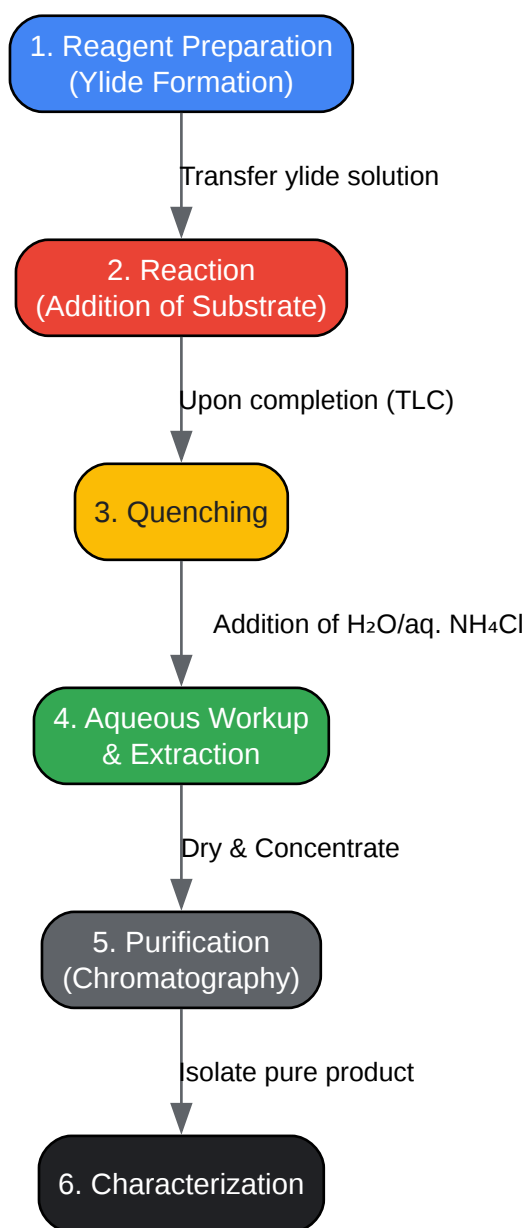 1. Reagent Preparation
(Ylide Formation)
Transfer ylide solution
2. Reaction
(Addition of Substrate)
Upon completion (TLC)
3. Quenching
Addition of H₂O/aq. NH₄Cl
4. Aqueous Workup
& Extraction
Dry & Concentrate
5. Purification
(Chromatography)
Isolate pure product
6. Characterization